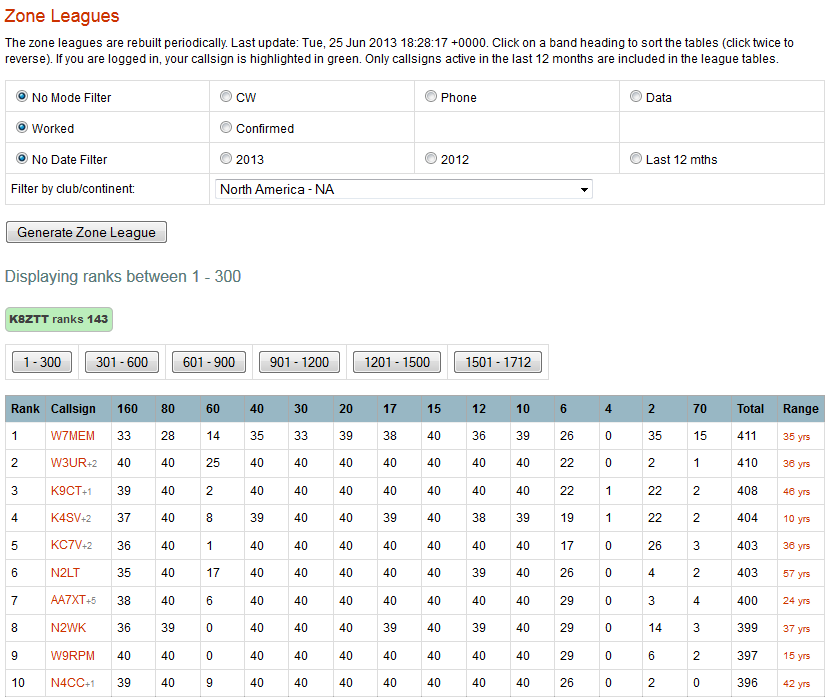 Zone Leagues
The zone leagues are rebuilt periodically. Last update: Tue, 25 Jun 2013 18:28:17 +0000. Click on a band heading to sort the tables (click twice to
reverse). If you are logged in, your callsign is highlighted in green. Only callsigns active in the last 12 months are included in the league tables.
No Mode Filter CW Phone Data
Worked Confirmed
No Date Filter 2013 2012 Last 12 mths
Filter by club/continent: North America - NA
Generate Zone League
Displaying ranks between 1 - 300
K8ZTT ranks 143
1 - 300 301 - 600 601 - 900 901 - 1200 1201 - 1500 1501 - 1712
Rank Callsign 160 80 60 40 30 20 17 15 12 10 6 4 2 70 Total Range
1 W7MEM 33 28 14 35 33 39 38 40 36 39 26 0 35 15 411 35 yrs
2 W3UR+2 40 40 25 40 40 40 40 40 40 40 22 0 2 1 410 36 yrs
3 K9CT+1 39 40 2 40 40 40 40 40 40 40 22 1 22 2 408 46 yrs
4 K4SV+2 37 40 8 39 40 40 39 40 38 39 19 1 22 2 404 10 yrs
5 KC7V+2 36 40 1 40 40 40 40 40 40 40 17 0 26 3 403 36 yrs
6 N2LT 35 40 17 40 40 40 40 40 39 40 26 0 4 2 403 57 yrs
7 AA7XT+5 38 40 6 40 40 40 40 40 40 40 29 0 3 4 400 24 yrs
8 N2WK 36 39 0 40 40 40 39 40 39 40 29 0 14 3 399 37 yrs
9 W9RPM 40 40 0 40 40 40 40 40 40 40 29 0 6 2 397 15 yrs
10 N4CC+1 39 40 9 40 40 40 40 40 40 40 26 0 2 0 396 42 yrs